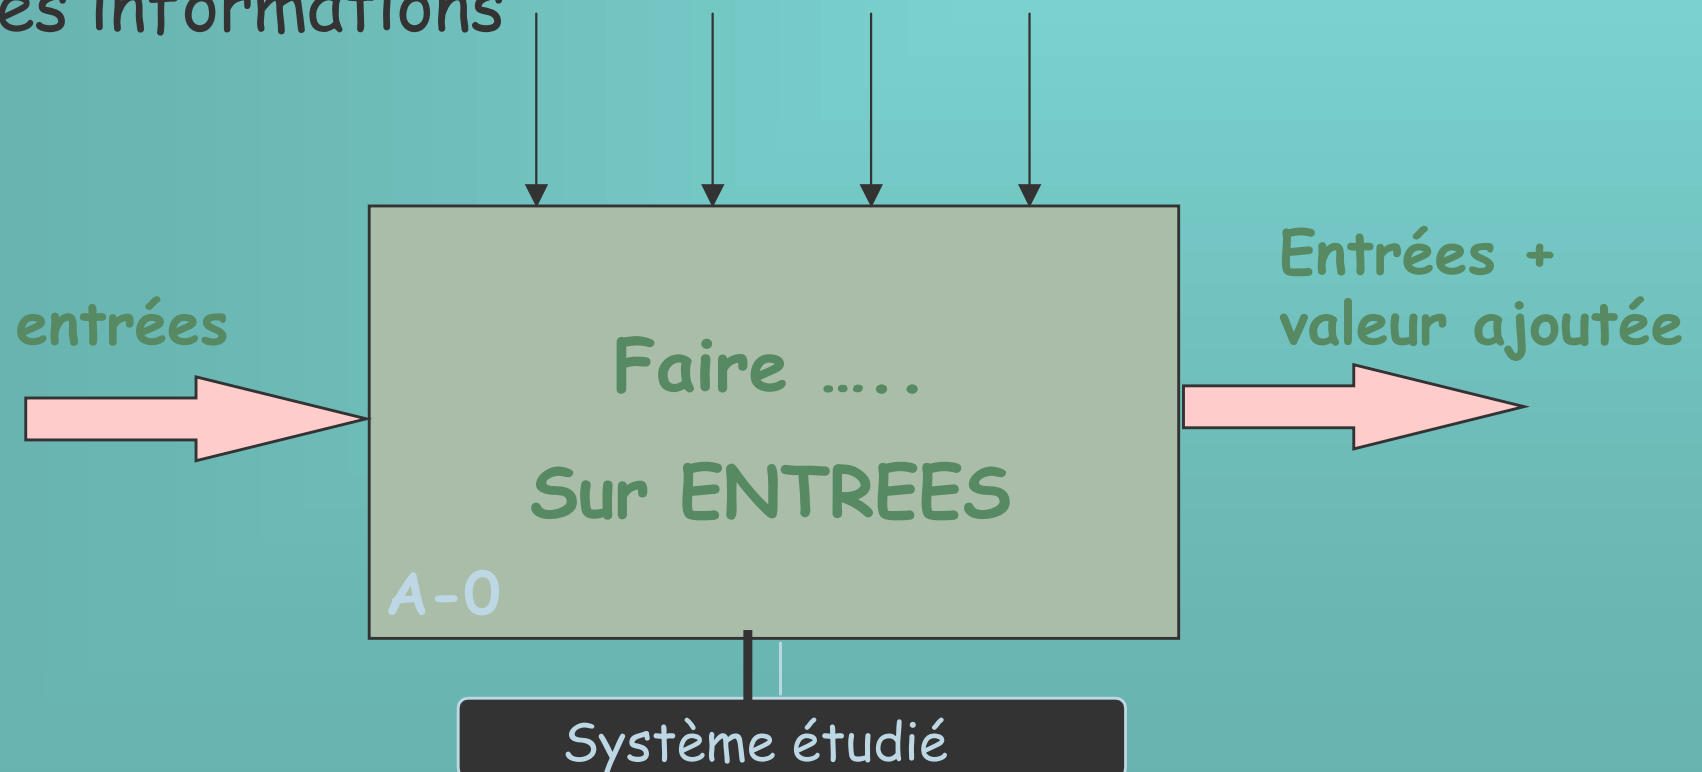 es informations
Entrées +
entrées
valeur ajoutée
Faire .....
Sur ENTREES
A-0
Système étudié